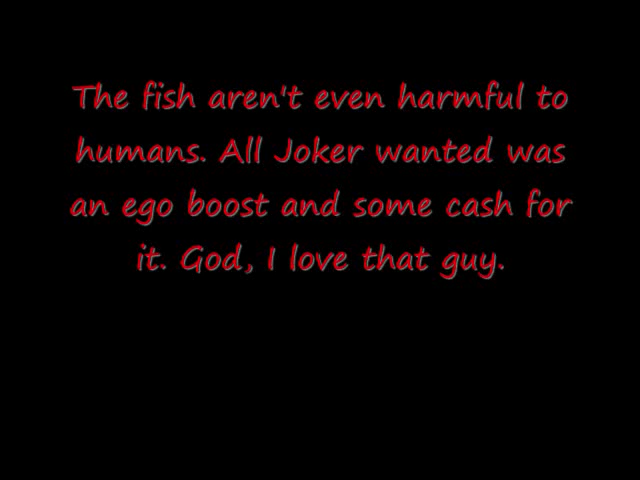 The fish aren't even harmful to
humans. All Joker wanted was
an ego boost and some cash for
it. God, I love that guy.